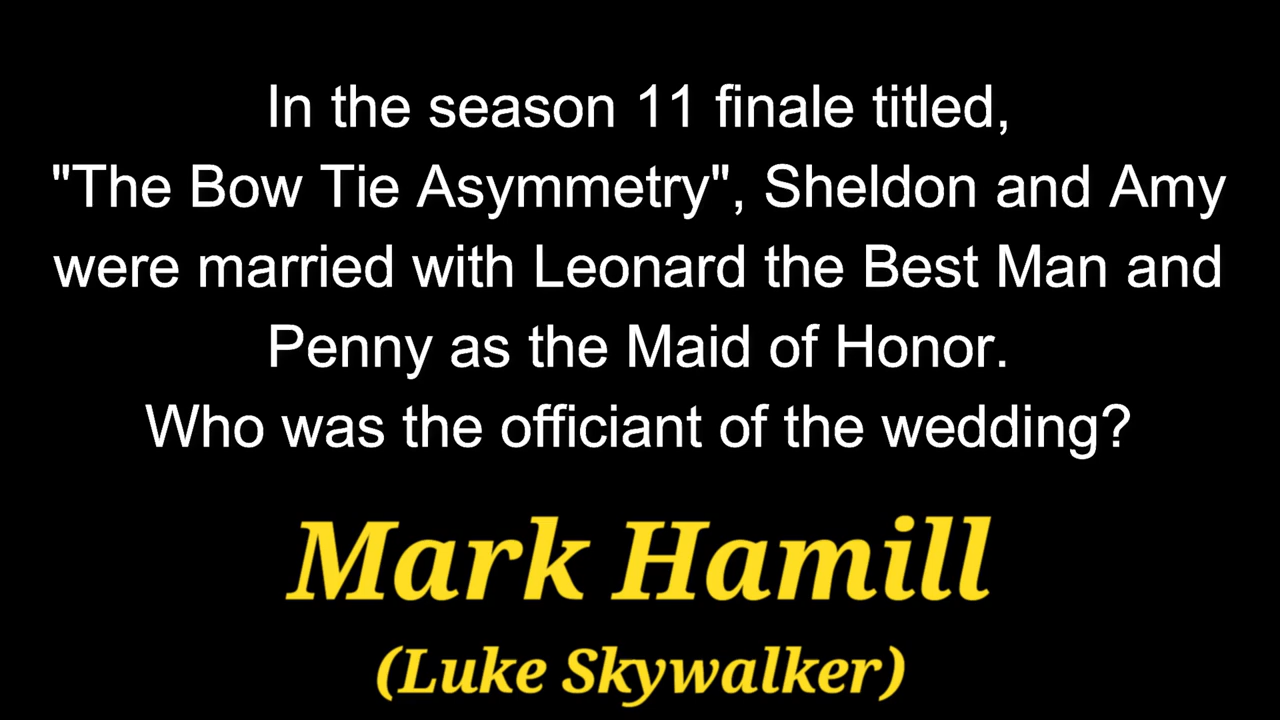 In the season 11 finale titled,
"The Bow Tie Asymmetry", Sheldon and Amy
were married with Leonard the Best Man and
Penny as the Maid of Honor.
Who was the officiant of the wedding?
Mark Hamill
(Luke Skywalker)